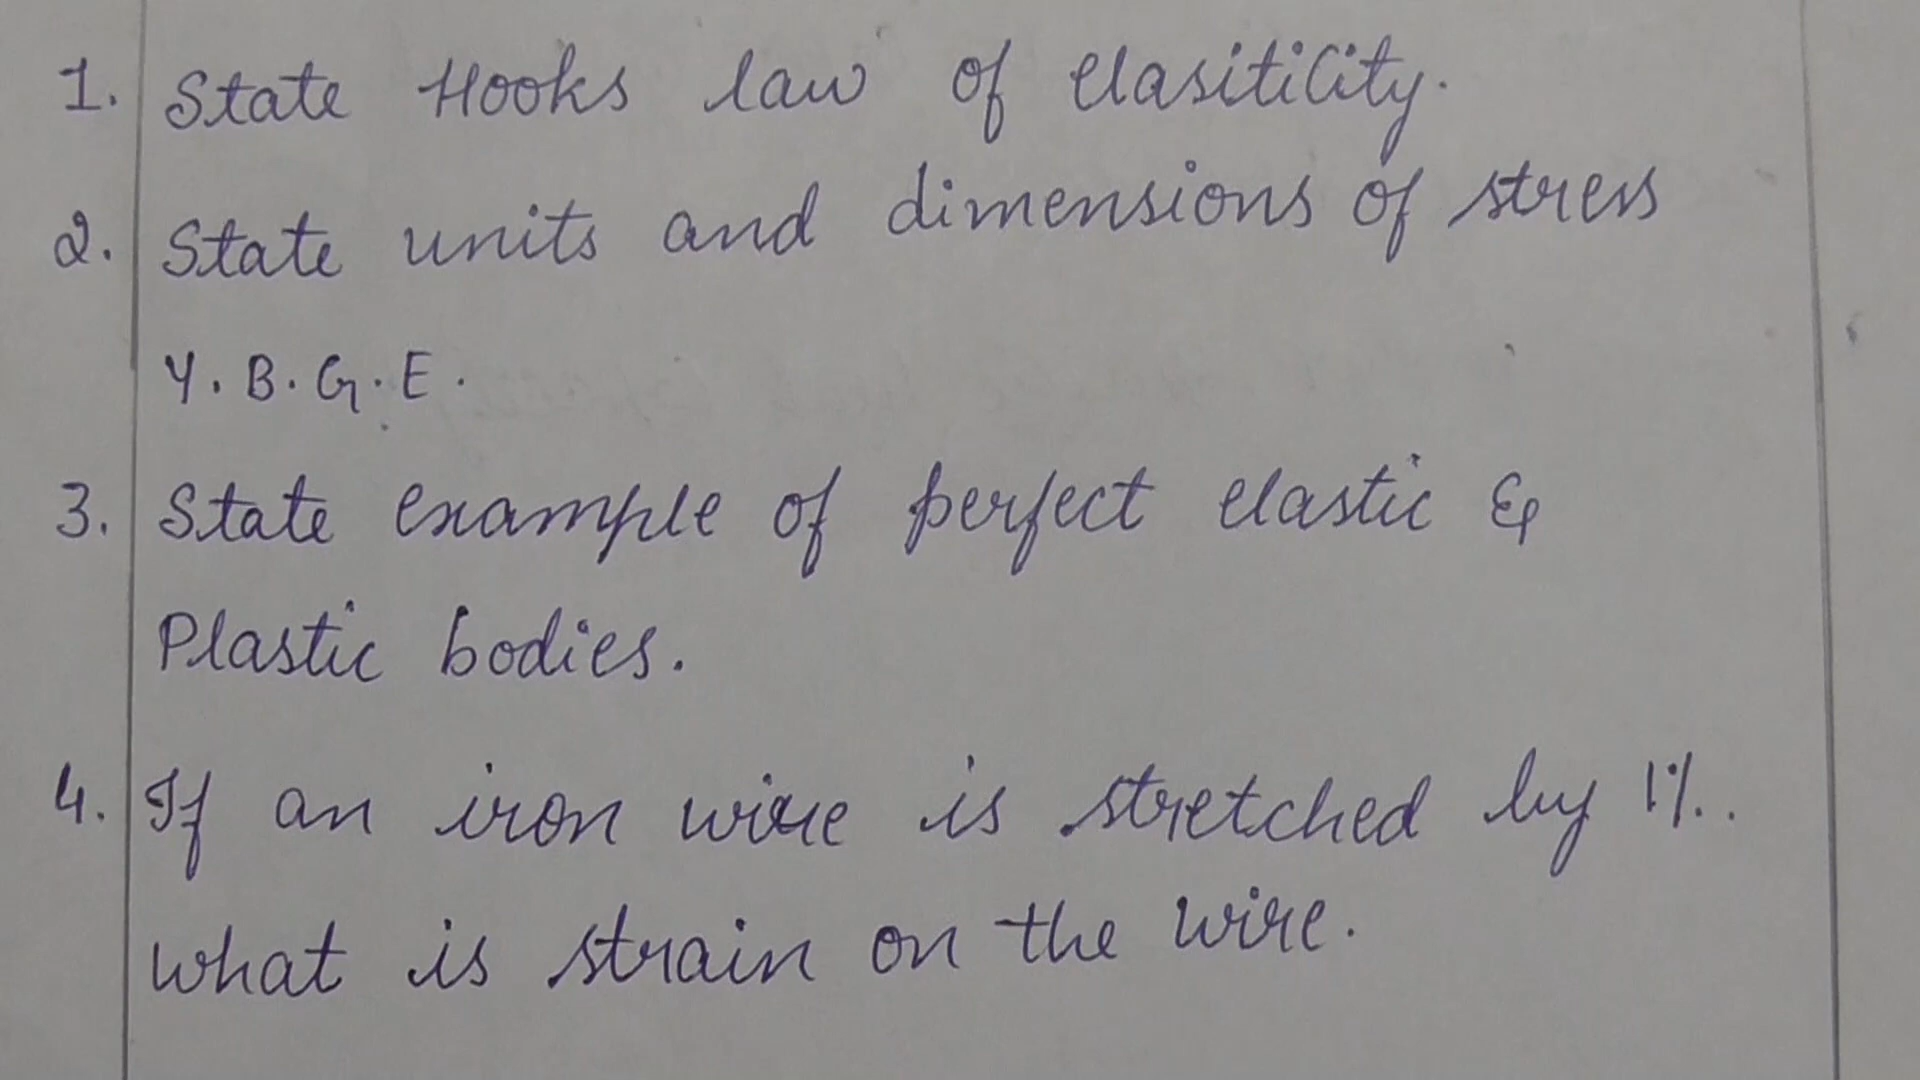 1. State Hooks law of elasiticity.
2. State units and dimensions of stress
Y. B. G. E.
3. State example of perfect elastic &
Plastic bodies.
4. If an iron wire is stretched by 1%..
what is strain on the wire.